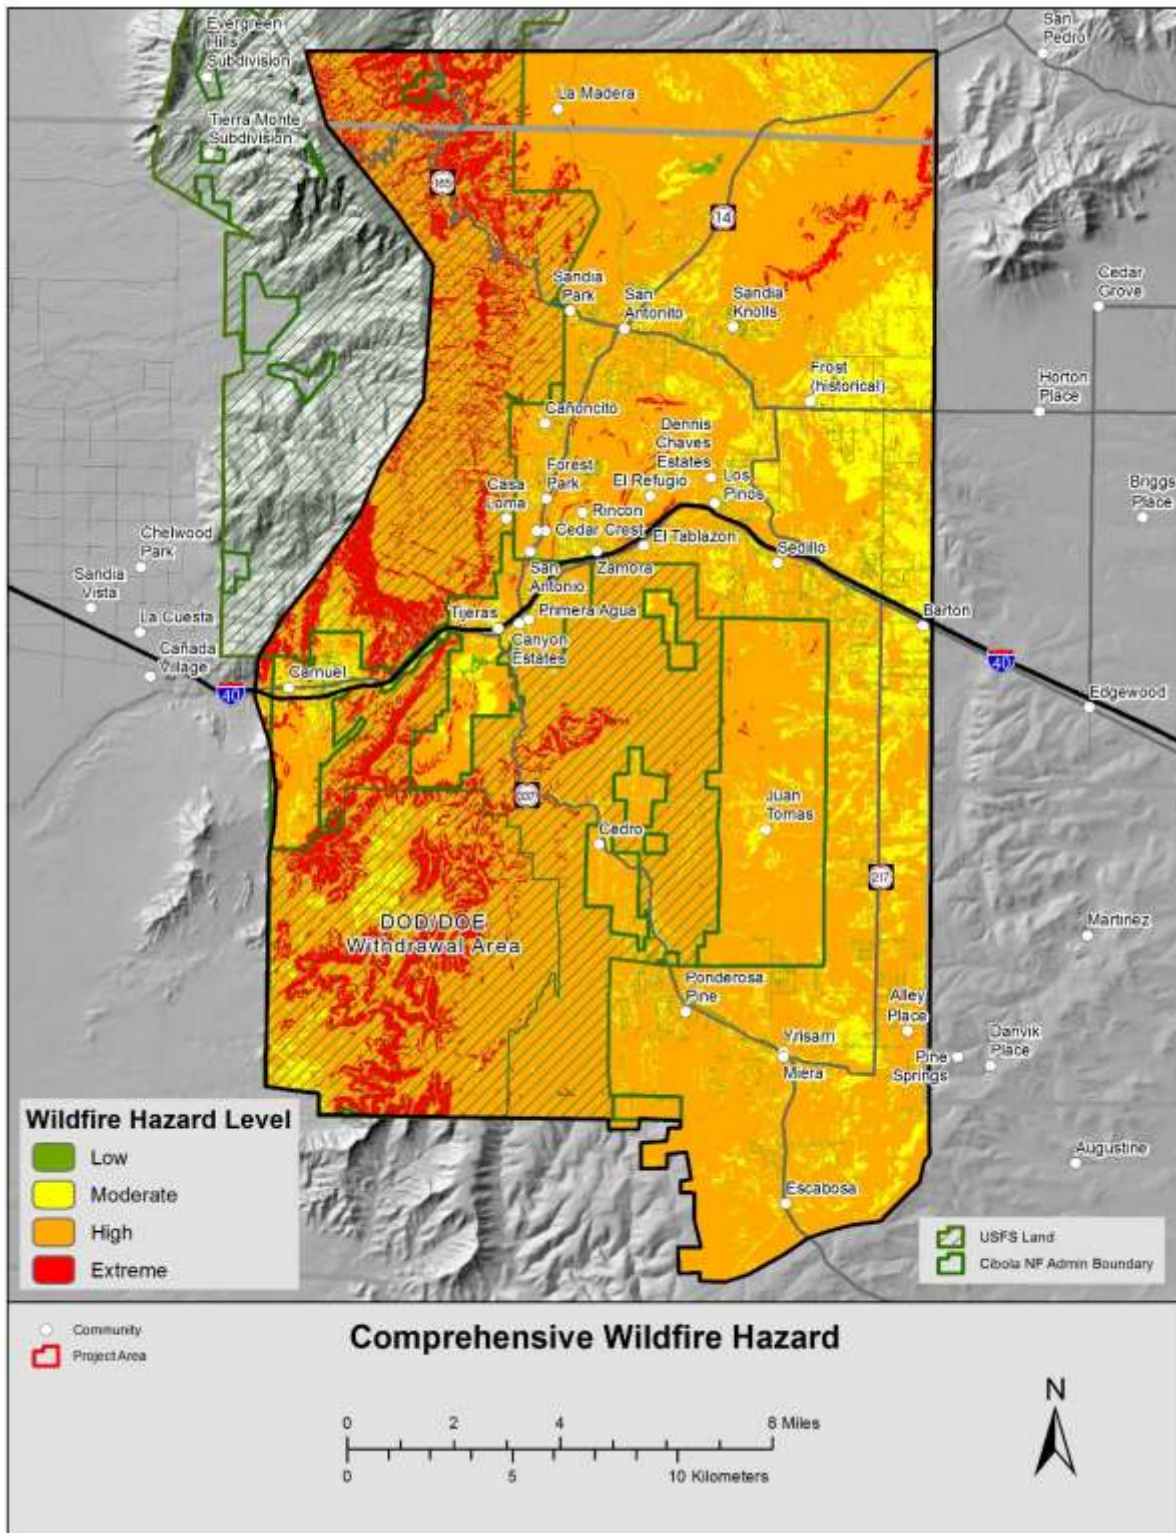 Evergreen
Hills
Subdivision
San
Pedro
La Madera
Tierra Monte
Subdivision
165
14
Cedar
Grove
Sandia
Park
San
Antonito
Sandia
Knolls
Frost
(historical)
Horton
Place
Cañoncito
Dennis
Chaves
Estates
Forest
Park
El Refugio
Los
Pinos
Briggs
Place
Casa
Loma
Rincon
Chelwood
Park
Cedar Crest
El Tablazon
Sedillo
Sandia
Vista
San
Antonio
Zamora
La Cuesta
Tijeras
Primera Agua
Barton
Cañada
Village
Canyon
Estates
Carnuel
40
40
Edgewood
337
Juan
Tomas
Cedro
217
DOD/DOE
Withdrawal Area
Martinez
Ponderosa
Pine
Alley
Place
Yrisarri
Miera
Pine
Springs
Danvik
Place
Wildfire Hazard Level
Low
Moderate
High
Extreme
Augustine
Escabosa
USFS Land
Cibola NF Admin Boundary
Community
Project Area
Comprehensive Wildfire Hazard
N
0 2 4 8 Miles
0 5 10 Kilometers